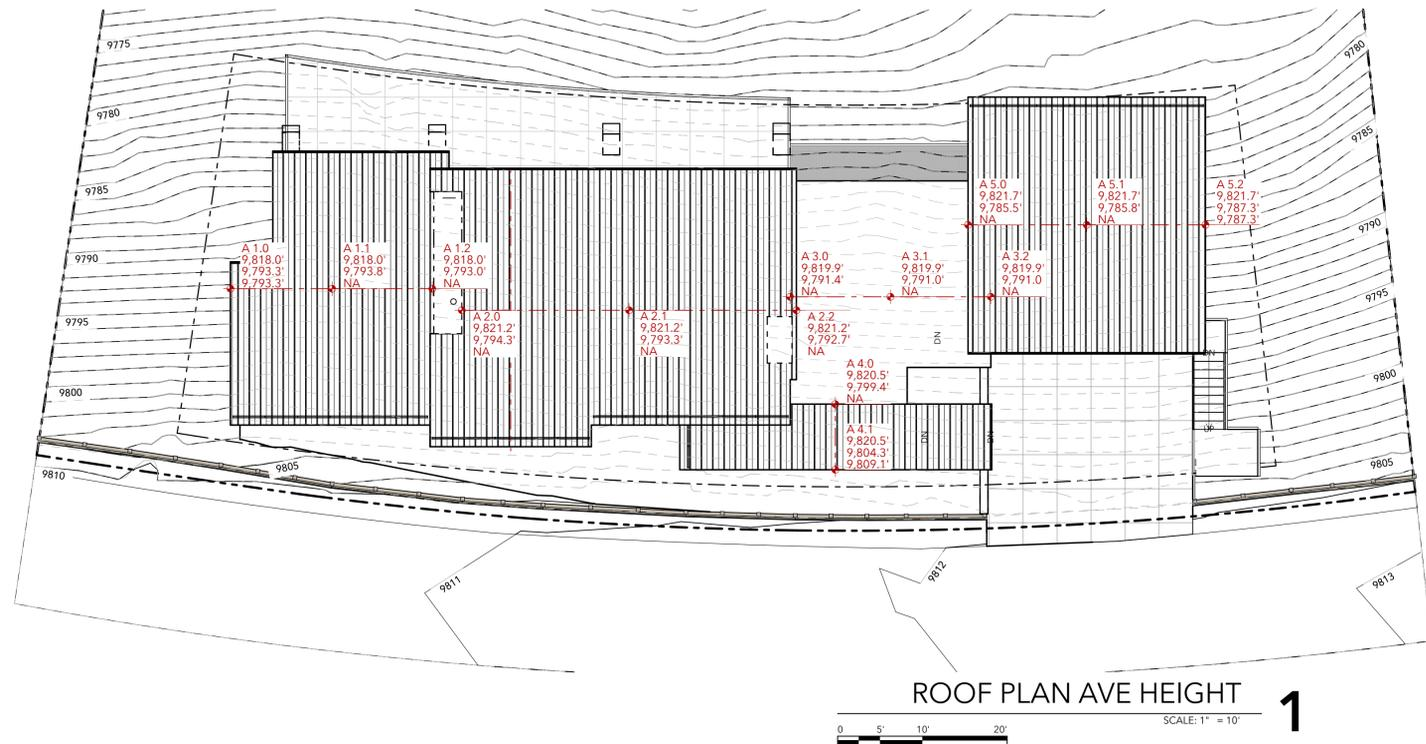 9775
9780
9780
9785
9785
9790
9790
9795
9795
9800
9800
9805
9805
9810
9811
9812
9813
A 1.0
9,818.0'
9,793.3'
9,793.3'
A 1.1
9,818.0'
9,793.8'
NA
A 1.2
9,818.0'
9,793.0'
NA
A 2.0
9,821.2'
9,794.3'
NA
A 2.1
9,821.2'
9,793.3'
NA
A 2.2
9,821.2'
9,792.7'
NA
A 3.0
9,819.9'
9,791.4'
NA
A 3.1
9,819.9'
9,791.0'
NA
A 3.2
9,819.9'
9,791.0
NA
A 4.0
9,820.5'
9,799.4'
NA
A 4.1
9,820.5'
9,804.3'
9,809.1'
A 5.0
9,821.7'
9,785.5'
NA
A 5.1
9,821.7'
9,785.8'
NA
A 5.2
9,821.7'
9,787.3'
9,787.3'
DN
DN
DN
DN
UP
ROOF PLAN AVE HEIGHT
1
SCALE: 1" = 10'
0 5' 10' 20'